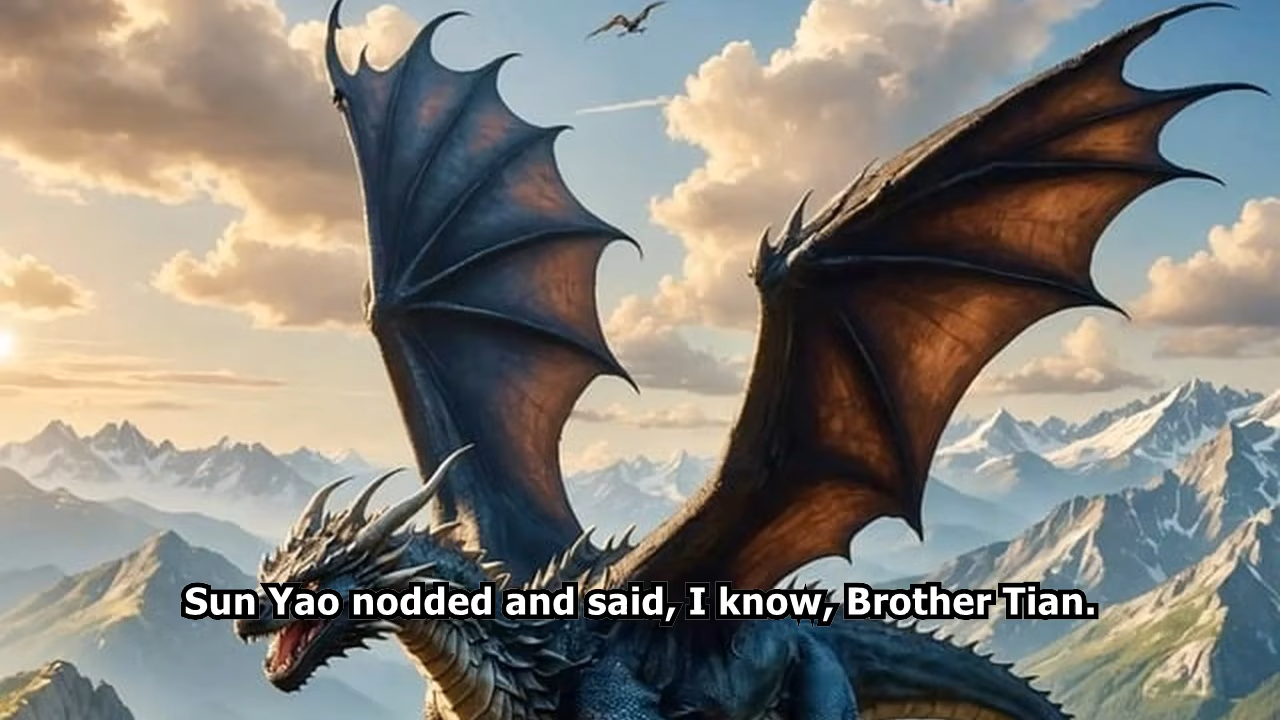 Sun Yao nodded and said, I know, Brother Tian.